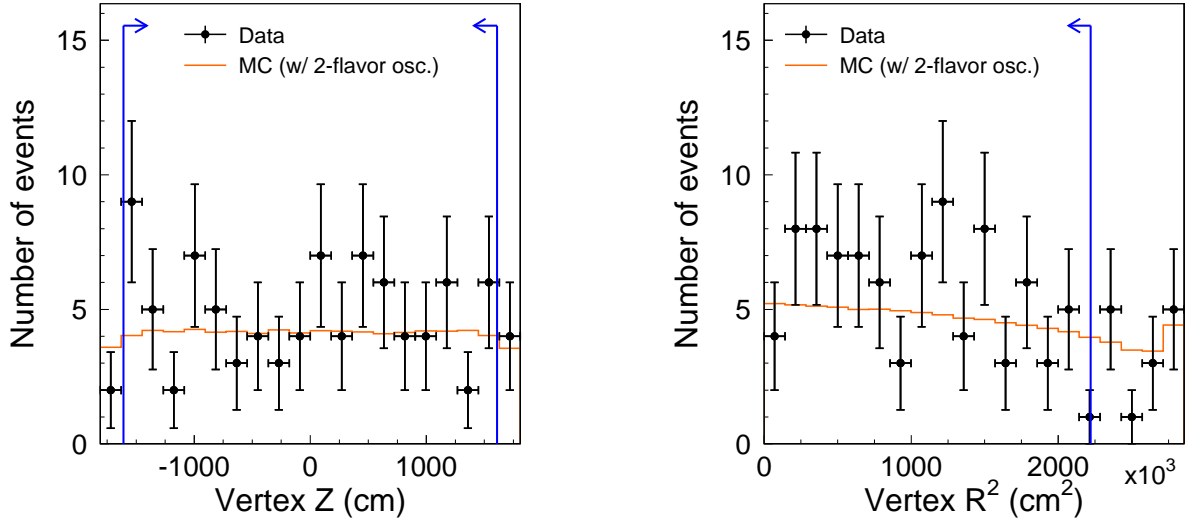 Number of events
15
10
5
0
Data
MC (w/ 2-flavor osc.)
-1000 0 1000
Vertex Z (cm)
Number of events
15
10
5
0
Data
MC (w/ 2-flavor osc.)
0 1000 2000 ×10³
Vertex R² (cm²)